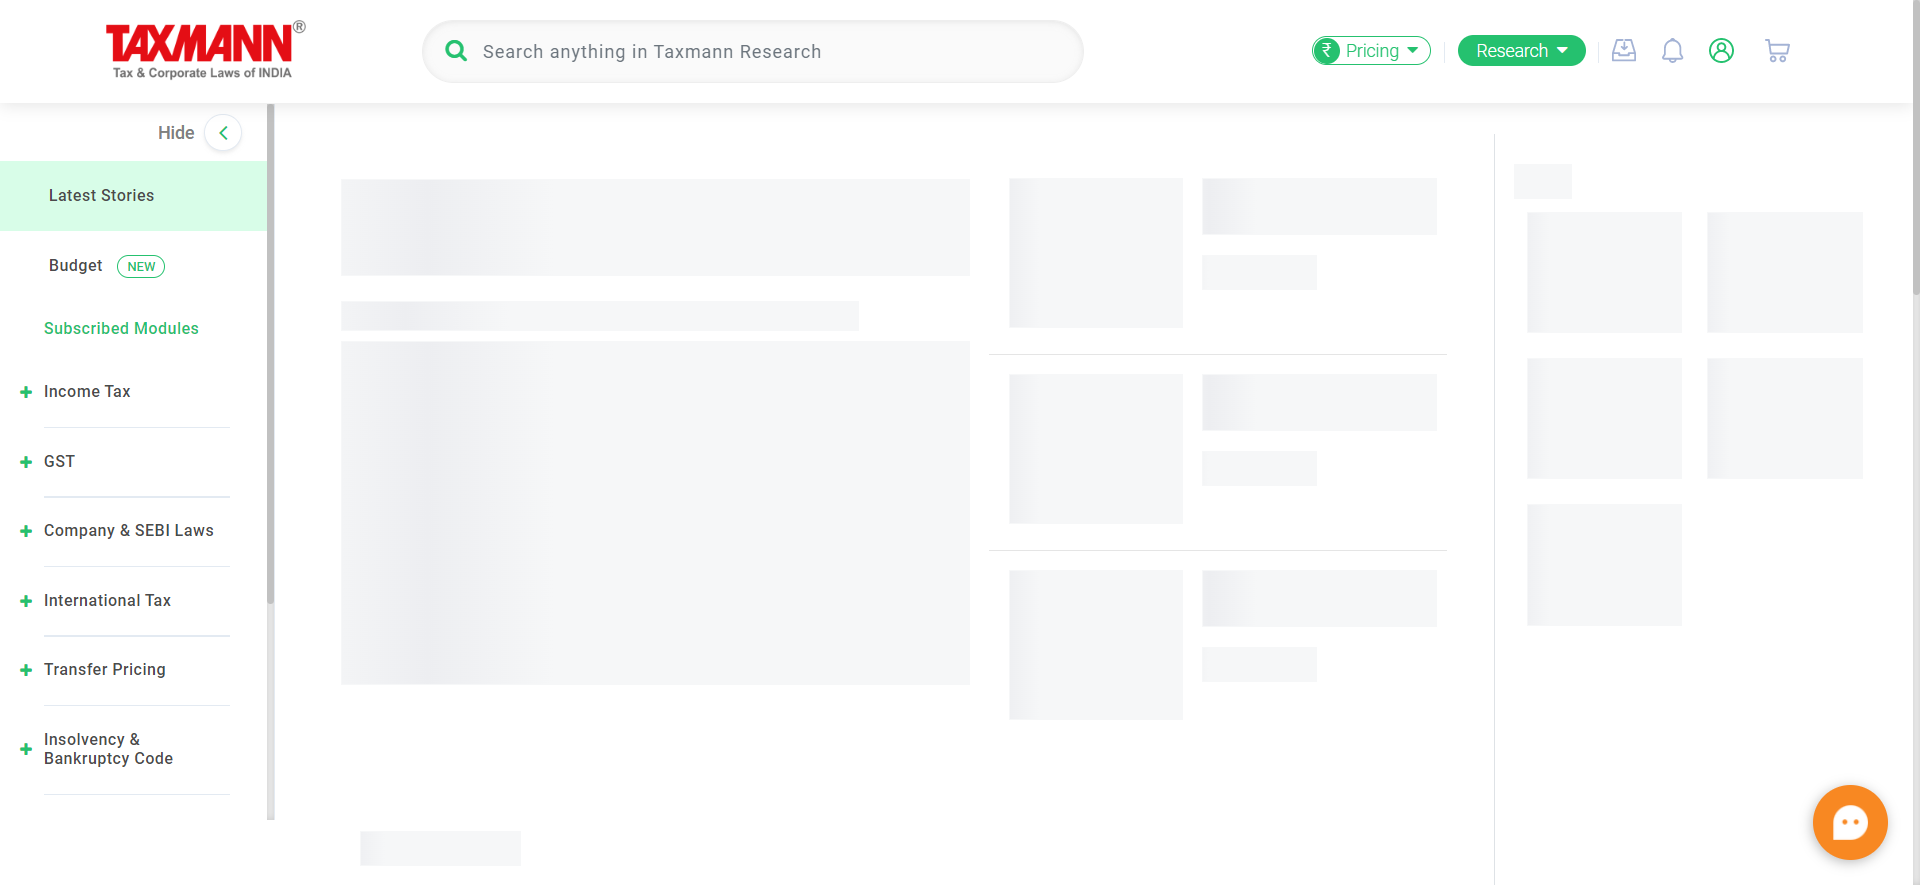 TAXMANN®
Tax & Corporate Laws of INDIA
Search anything in Taxmann Research
₹ Pricing
Research
Hide
Latest Stories
Budget NEW
Subscribed Modules
Income Tax
GST
Company & SEBI Laws
International Tax
Transfer Pricing
Insolvency &
Bankruptcy Code